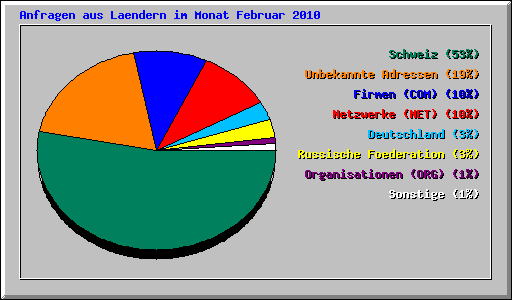 Anfragen aus Laendern im Monat Februar 2010
Schweiz (53%)
Unbekannte Adressen (19%)
Firmen (COM) (10%)
Netzwerke (NET) (10%)
Deutschland (3%)
Russische Foederation (3%)
Organisationen (ORG) (1%)
Sonstige (1%)